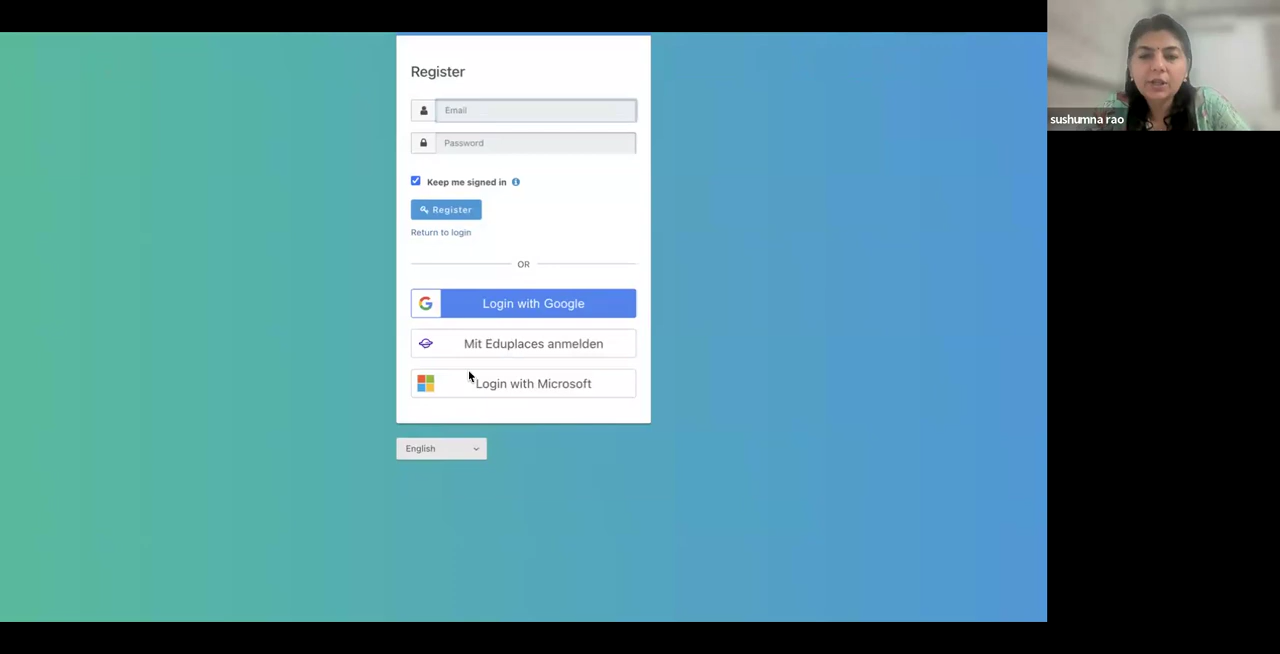 Register
Email
Password
Keep me signed in
Register
Return to login
OR
Login with Google
Mit Eduplaces anmelden
Login with Microsoft
English
sushumna rao